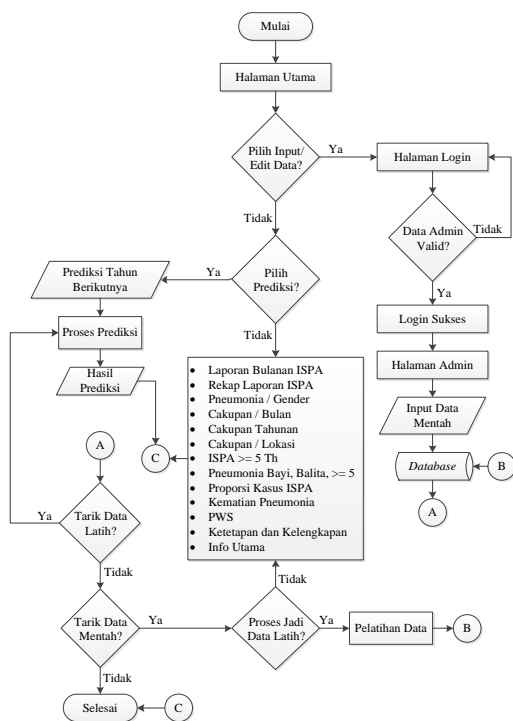 Mulai
Halaman Utama
Pilih Input/
Edit Data?
Ya
Halaman Login
Tidak
Data Admin
Valid?
Tidak
Ya
Login Sukses
Halaman Admin
Input Data
Mentah
Database
B
A
Pilih
Prediksi?
Ya
Prediksi Tahun
Berikutnya
Proses Prediksi
Hasil
Prediksi
C
Tidak
• Laporan Bulanan ISPA
• Rekap Laporan ISPA
• Pneumonia / Gender
• Cakupan / Bulan
• Cakupan Tahunan
• Cakupan / Lokasi
• ISPA >= 5 Th
• Pneumonia Bayi, Balita, >= 5
• Proporsi Kasus ISPA
• Kematian Pneumonia
• PWS
• Ketetapan dan Kelengkapan
• Info Utama
A
Tarik Data
Latih?
Ya
Tidak
Tarik Data
Mentah?
Ya
Proses Jadi
Data Latih?
Tidak
Ya
Pelatihan Data
B
Tidak
Selesai
C